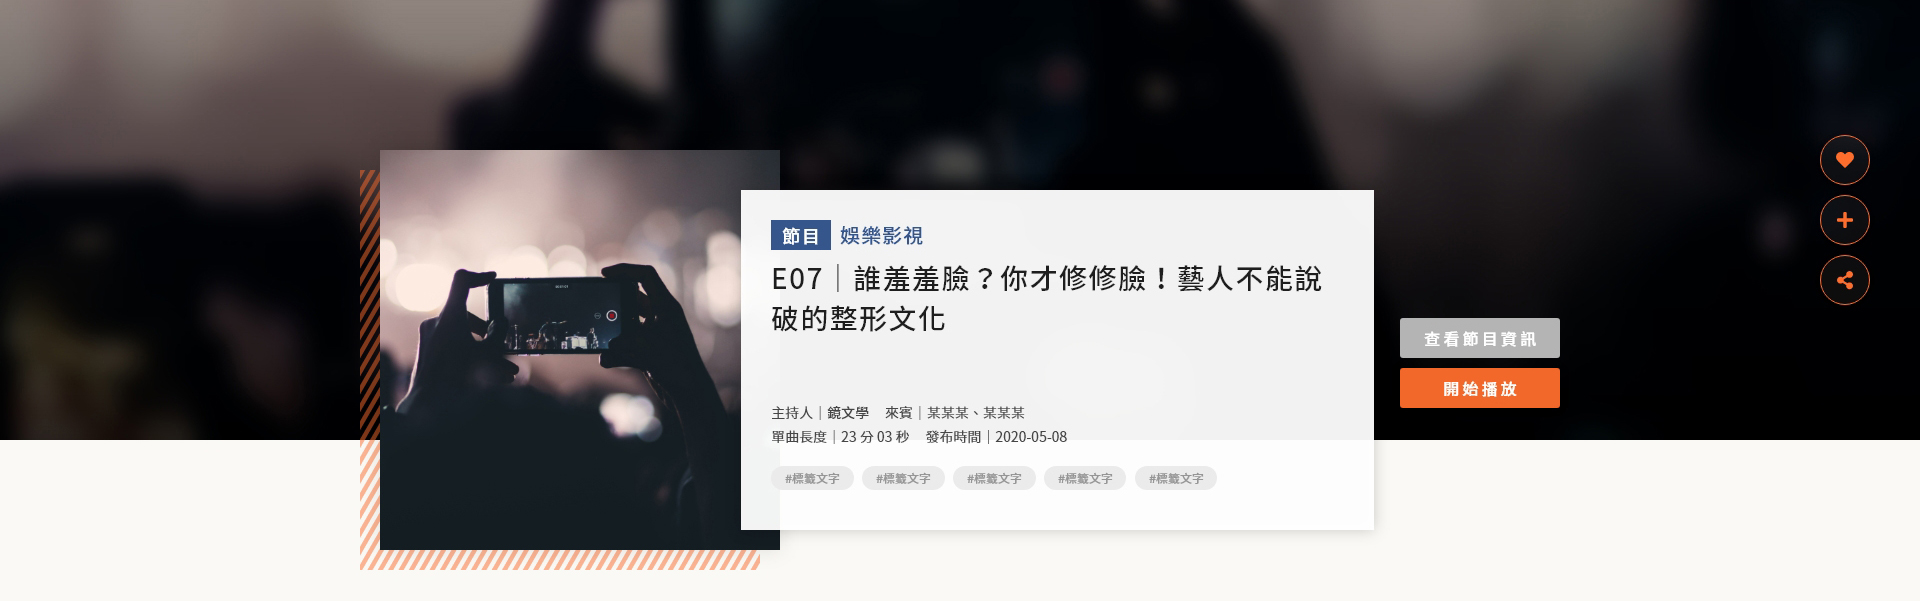 節目 娛樂影視
E07｜誰羞羞臉？你才修修臉！藝人不能說
破的整形文化
主持人｜鏡文學 來賓｜某某某、某某某
單曲長度｜23 分 03 秒 發布時間｜2020-05-08
#標籤文字 #標籤文字 #標籤文字 #標籤文字 #標籤文字
查看節目資訊
開始播放